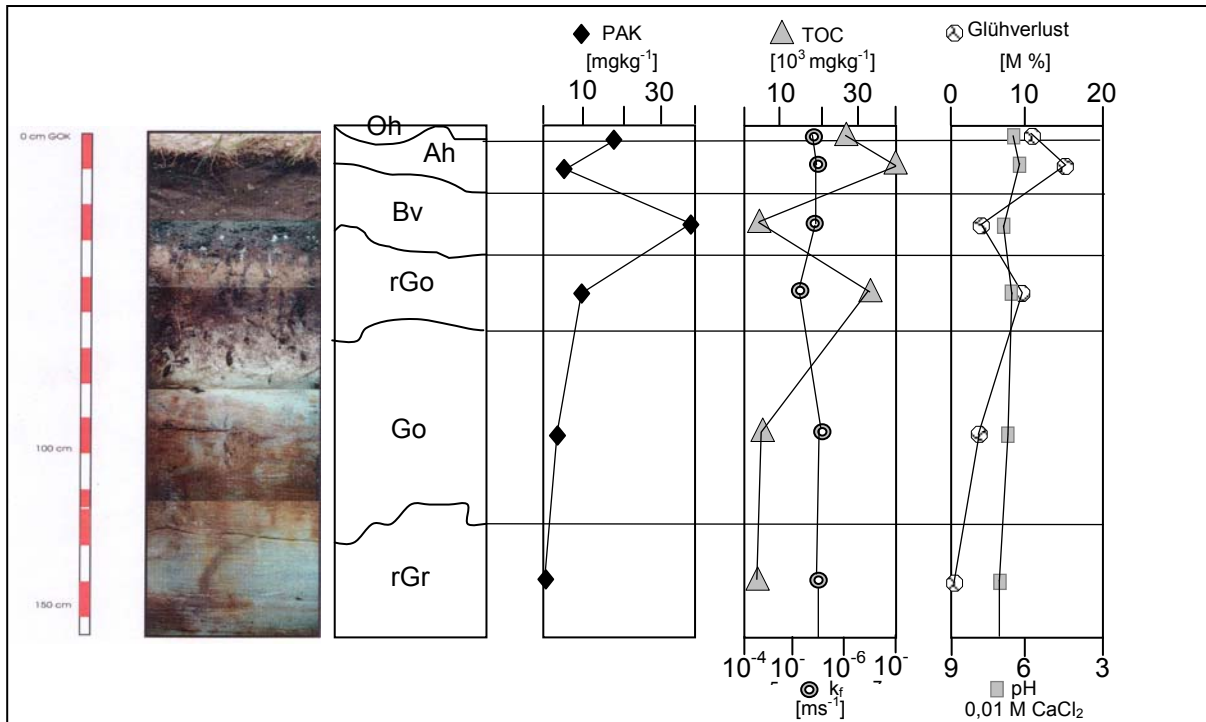 PAK
[mgkg-1]
10 30
TOC
[10³ mgkg-1]
10 30
Glühverlust
[M %]
0 10 20
0 cm GOK
100 cm
150 cm
Oh
Ah
Bv
rGo
Go
rGr
10-4 10- 10-6 10-
kf
[ms-1]
9 6 3
pH
0,01 M CaCl₂